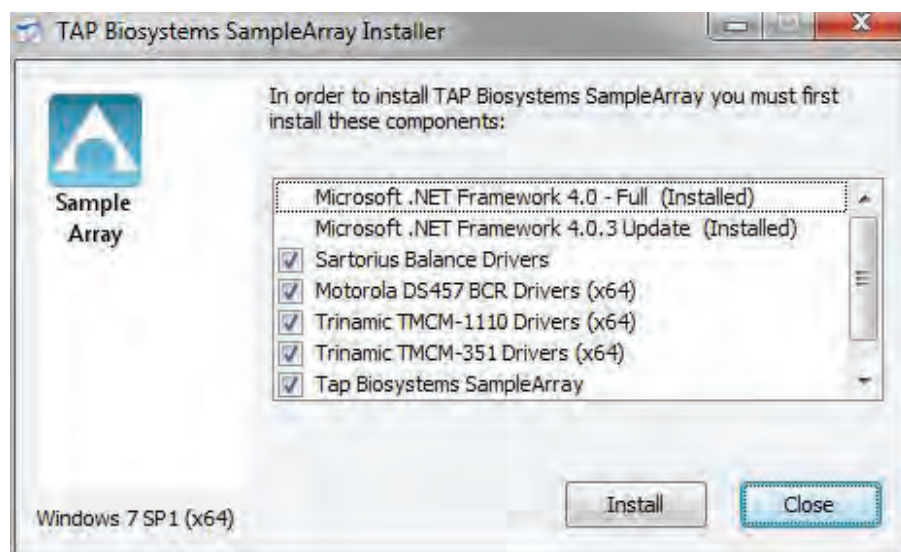 TAP Biosystems SampleArray Installer
In order to install TAP Biosystems SampleArray you must first
install these components:
Sample
Array
Microsoft .NET Framework 4.0 - Full (Installed)
Microsoft .NET Framework 4.0.3 Update (Installed)
Sartorius Balance Drivers
Motorola DS457 BCR Drivers (x64)
Trinamic TMCM-1110 Drivers (x64)
Trinamic TMCM-351 Drivers (x64)
Tap Biosystems SampleArray
Windows 7 SP1 (x64)
Install
Close